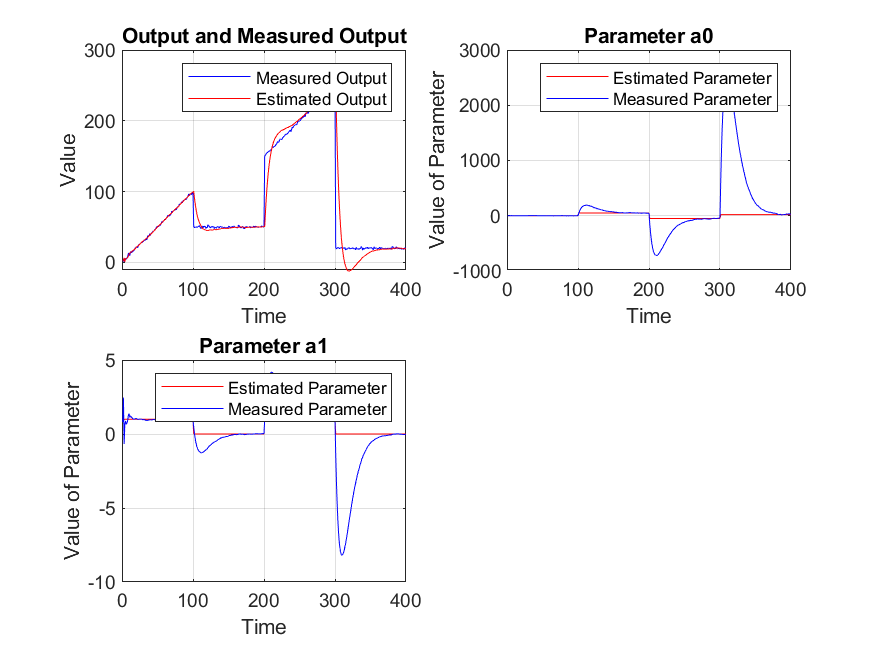 Output and Measured Output
300
200
100
0
0
100
200
300
400
Value
Time
Measured Output
Estimated Output
Parameter a0
3000
2000
1000
0
-1000
0
100
200
300
400
Value of Parameter
Time
Estimated Parameter
Measured Parameter
Parameter a1
5
0
-5
-10
0
100
200
300
400
Value of Parameter
Time
Estimated Parameter
Measured Parameter